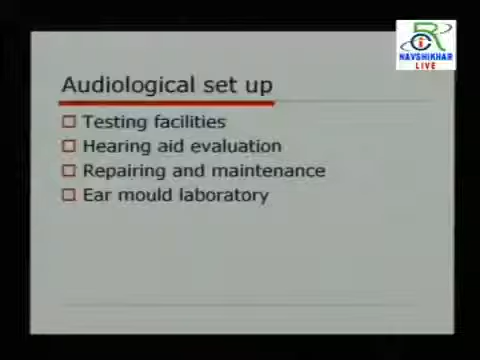 NAVSHIKHAR
LIVE
Audiological set up
Testing facilities
Hearing aid evaluation
Repairing and maintenance
Ear mould laboratory